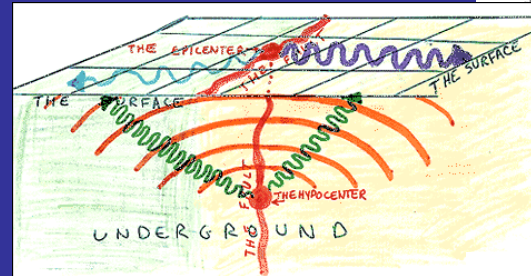 THE EPICENTER
THE FAULT
THE SURFACE
THE SURFACE
THE FAULT
THE HYPOCENTER
UNDERGROUND